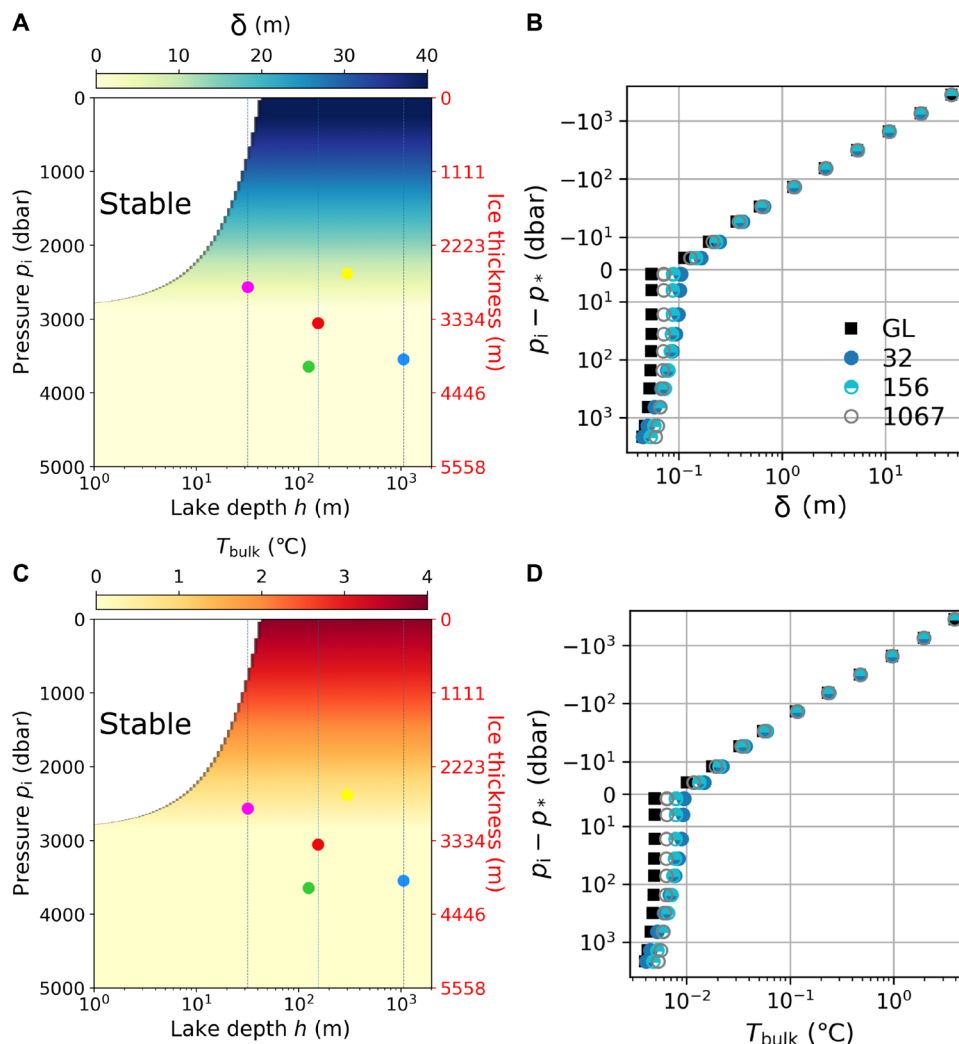 A
δ (m)
0 10 20 30 40
B
0
1000
2000
3000
4000
5000
Pressure pᵢ (dbar)
Stable
0
1111
2223
3334
4446
5558
Ice thickness (m)
10⁰ 10¹ 10² 10³
Lake depth h (m)
−10³
−10²
−10¹
0
10¹
10²
10³
pᵢ − p* (dbar)
GL
32
156
1067
10⁻¹ 10⁰ 10¹
δ (m)
C
T_bulk (°C)
0 1 2 3 4
D
0
1000
2000
3000
4000
5000
Pressure pᵢ (dbar)
Stable
0
1111
2223
3334
4446
5558
Ice thickness (m)
10⁰ 10¹ 10² 10³
Lake depth h (m)
−10³
−10²
−10¹
0
10¹
10²
10³
pᵢ − p* (dbar)
10⁻² 10⁻¹ 10⁰
T_bulk (°C)